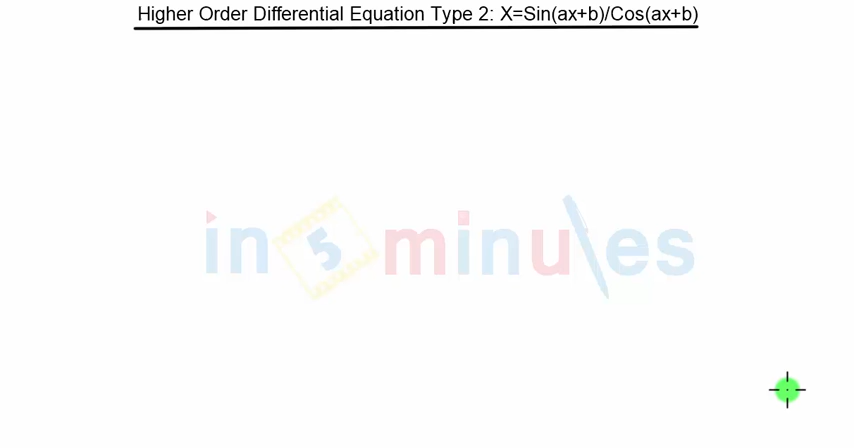 Higher Order Differential Equation Type 2: X=Sin(ax+b)/Cos(ax+b)
in 5 minutes